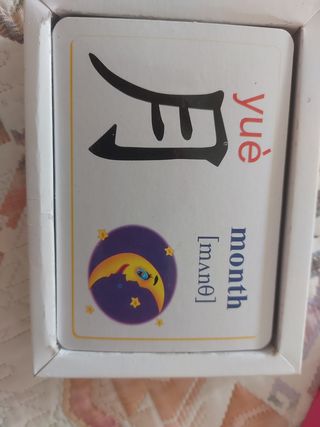 yuè
月
month
[mʌnθ]